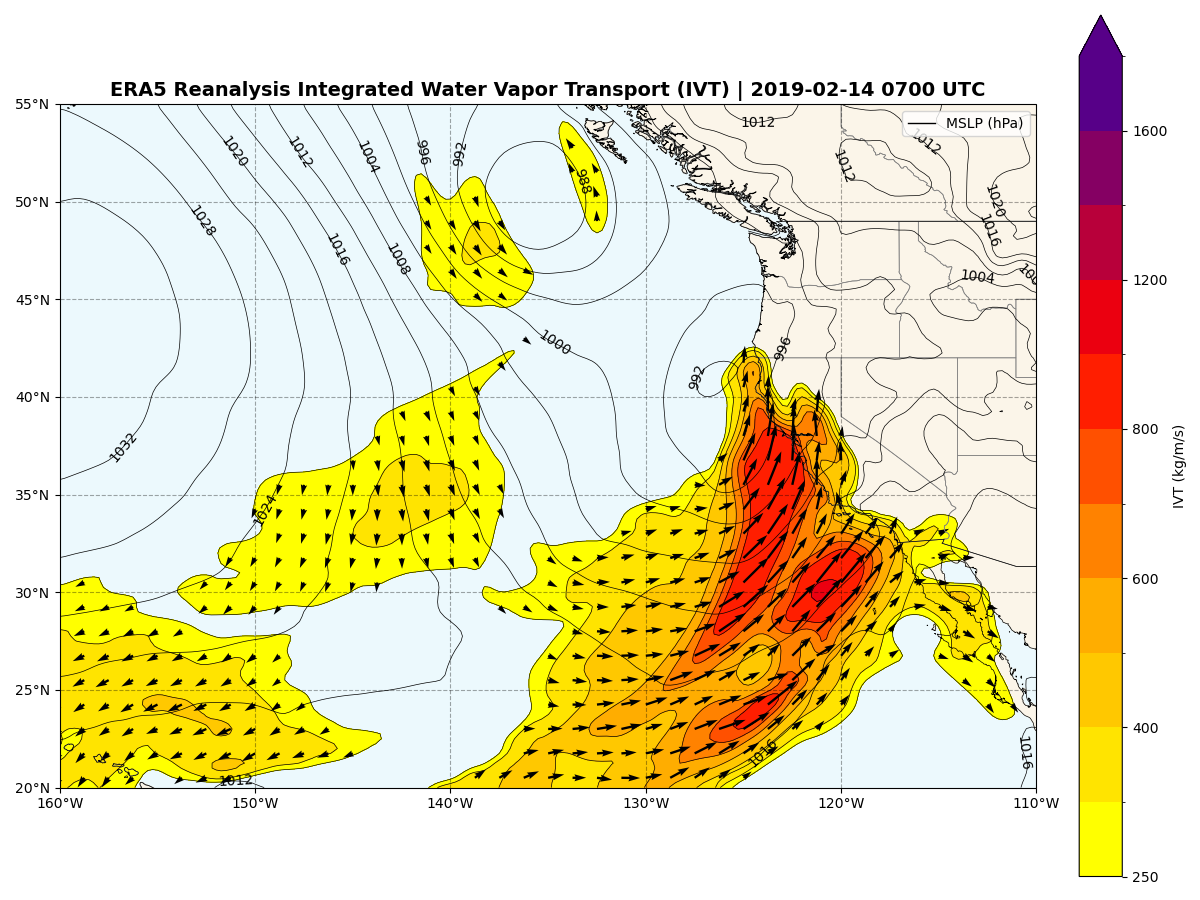 ERA5 Reanalysis Integrated Water Vapor Transport (IVT) | 2019-02-14 0700 UTC
MSLP (hPa)
55°N
50°N
45°N
40°N
35°N
30°N
25°N
20°N
160°W
150°W
140°W
130°W
120°W
110°W
1020
1012
1004
996
992
988
1028
1016
1008
1000
1032
1024
1012
992
996
1016
1012
1012
1012
1020
1016
1004
1016
1600
1200
800
600
400
250
IVT (kg/m/s)